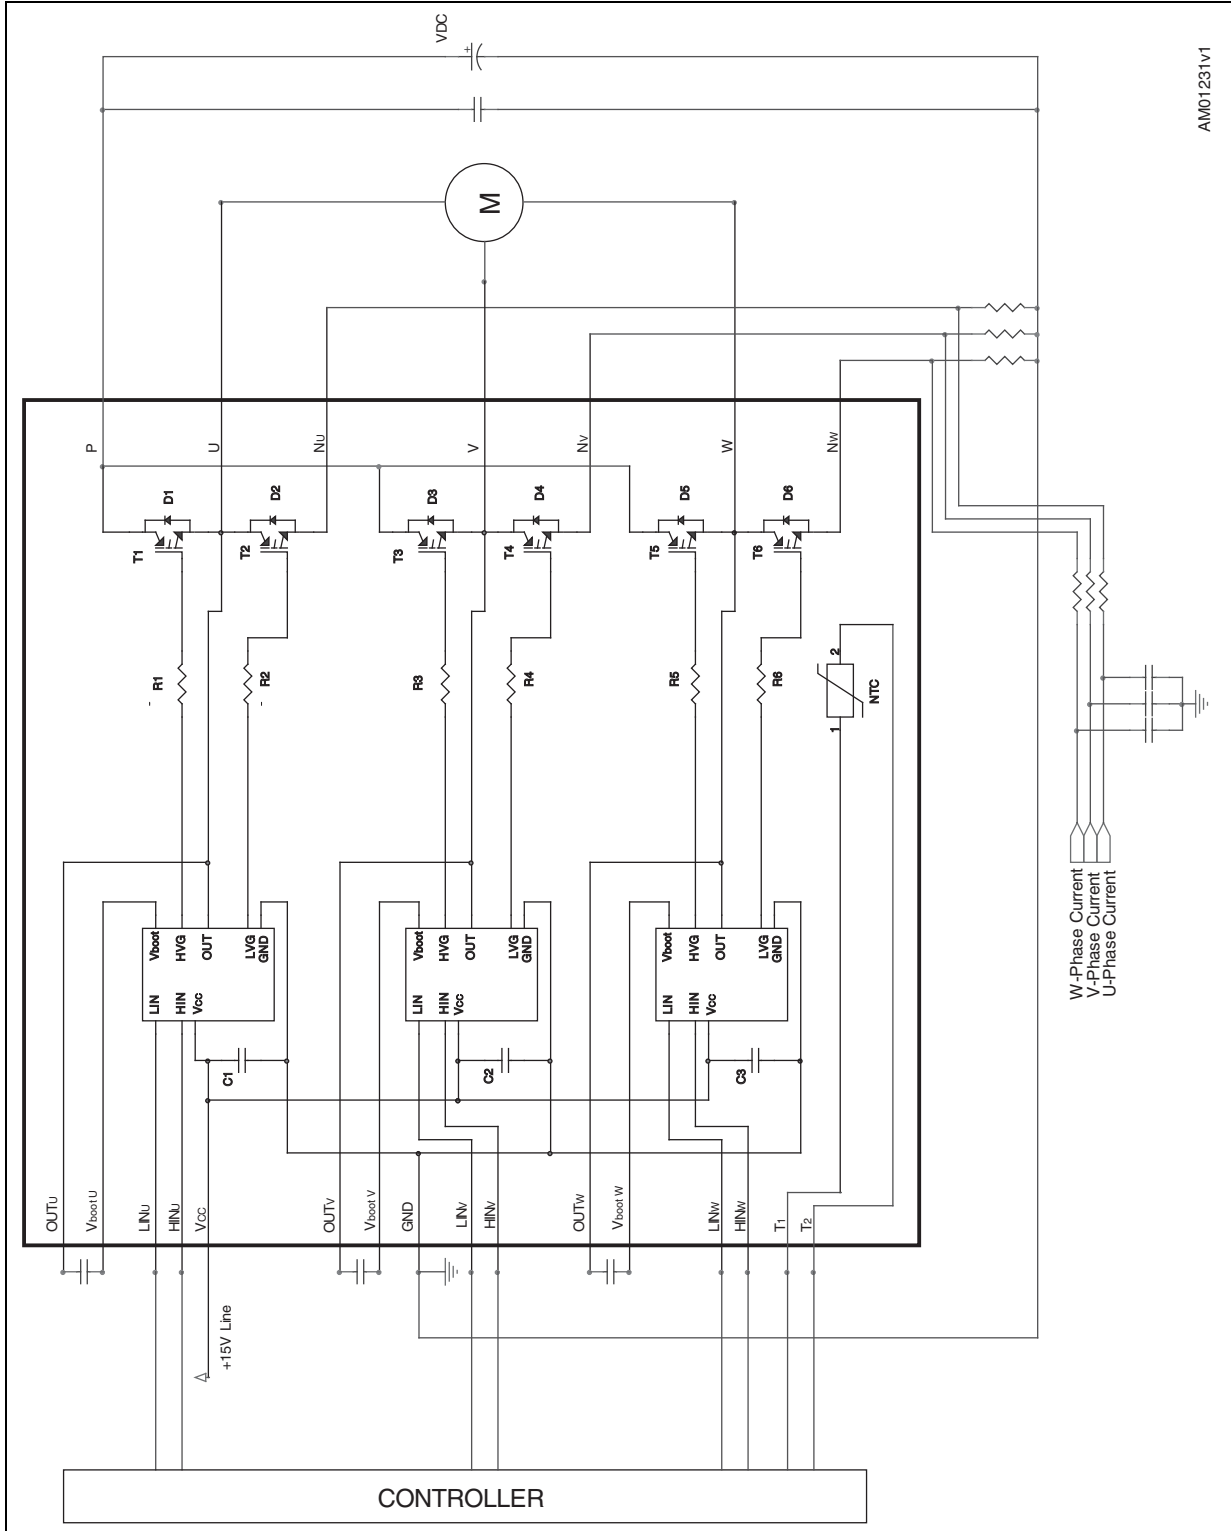 VDC
+
AM01231v1
M
P
U
NU
V
NV
W
NW
D1
D2
D3
D4
D5
D6
T1
T2
T3
T4
T5
T6
R1
R2
R3
R4
R5
R6
2
NTC
1
Vboot
HVG
OUT
LVG
GND
LIN
HIN
Vcc
Vboot
HVG
OUT
LVG
GND
LIN
HIN
Vcc
Vboot
HVG
OUT
LVG
GND
LIN
HIN
Vcc
C1
C2
C3
W-Phase Current
V-Phase Current
U-Phase Current
OUTU
Vboot U
LINU
HINU
VCC
OUTV
Vboot V
GND
LINV
HINV
OUTW
Vboot W
LINW
HINW
T1
T2
+15V Line
CONTROLLER